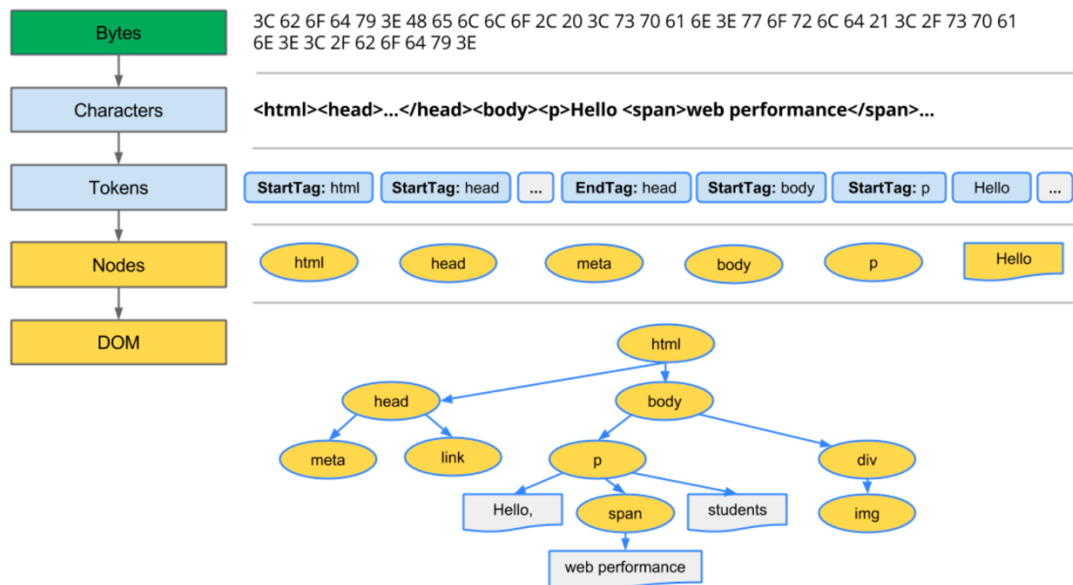 Bytes
3C 62 6F 64 79 3E 48 65 6C 6C 6F 2C 20 3C 73 70 61 6E 3E 77 6F 72 6C 64 21 3C 2F 73 70 61
6E 3E 3C 2F 62 6F 64 79 3E
Characters
<html><head>...</head><body><p>Hello <span>web performance</span>...
Tokens
StartTag: html
StartTag: head
...
EndTag: head
StartTag: body
StartTag: p
Hello
...
Nodes
html
head
meta
body
p
Hello
DOM
html
head
body
meta
link
p
div
Hello,
span
students
img
web performance